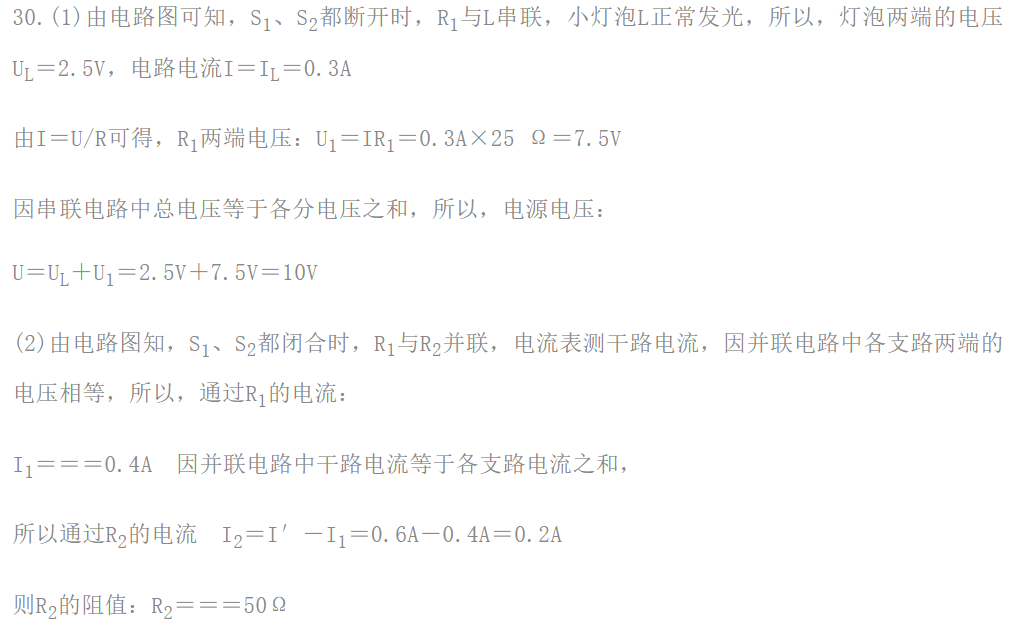 30.(1)由电路图可知，S₁、S₂都断开时，R₁与L串联，小灯泡L正常发光，所以，灯泡两端的电压
U_L＝2.5V，电路电流I＝I_L＝0.3A
由I＝U/R可得，R₁两端电压：U₁＝IR₁＝0.3A×25 Ω＝7.5V
因串联电路中总电压等于各分电压之和，所以，电源电压：
U＝U_L＋U₁＝2.5V＋7.5V＝10V
(2)由电路图知，S₁、S₂都闭合时，R₁与R₂并联，电流表测干路电流，因并联电路中各支路两端的
电压相等，所以，通过R₁的电流：
I₁＝＝＝0.4A　因并联电路中干路电流等于各支路电流之和，
所以通过R₂的电流　I₂＝I′－I₁＝0.6A－0.4A＝0.2A
则R₂的阻值：R₂＝＝＝50Ω